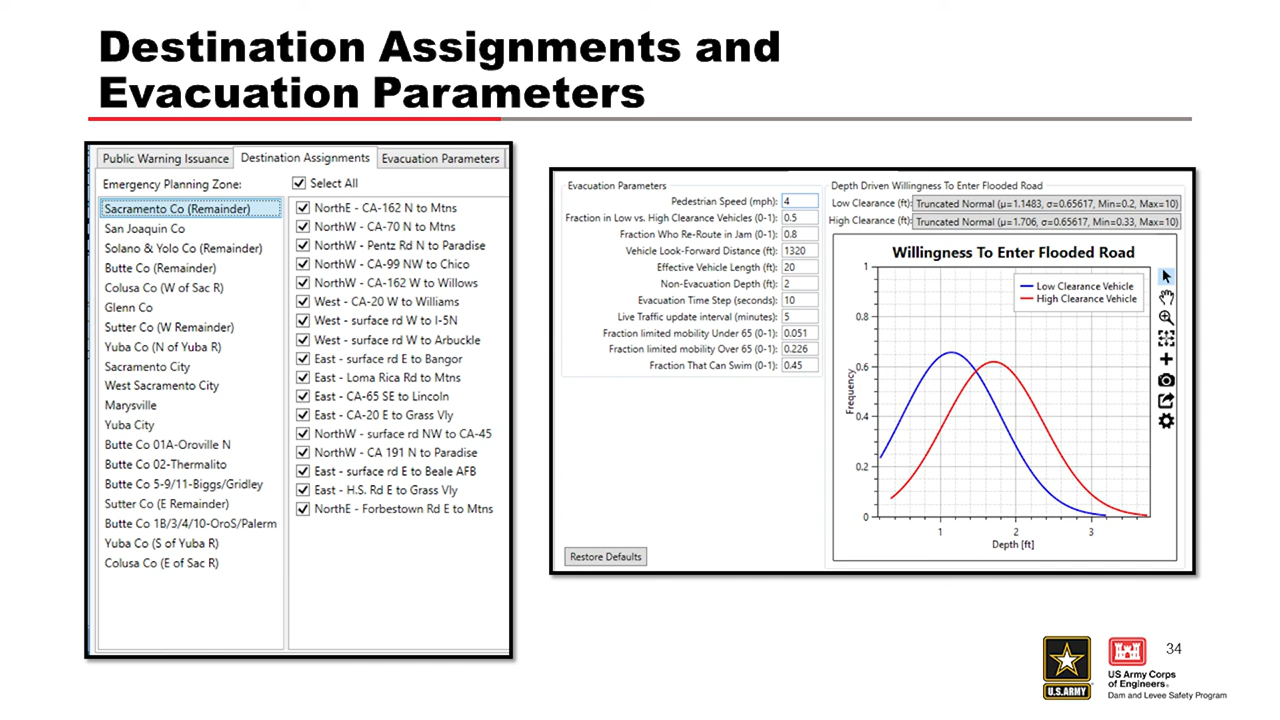 Destination Assignments and
Evacuation Parameters
Public Warning Issuance
Destination Assignments
Evacuation Parameters
Emergency Planning Zone:
Select All
Sacramento Co (Remainder)
San Joaquin Co
Solano & Yolo Co (Remainder)
Butte Co (Remainder)
Colusa Co (W of Sac R)
Glenn Co
Sutter Co (W Remainder)
Yuba Co (N of Yuba R)
Sacramento City
West Sacramento City
Marysville
Yuba City
Butte Co 01A-Oroville N
Butte Co 02-Thermalito
Butte Co 5-9/11-Biggs/Gridley
Sutter Co (E Remainder)
Butte Co 1B/3/4/10-OroS/Palerm
Yuba Co (S of Yuba R)
Colusa Co (E of Sac R)
NorthE - CA-162 N to Mtns
NorthW - CA-70 N to Mtns
NorthW - Pentz Rd N to Paradise
NorthW - CA-99 NW to Chico
NorthW - CA-162 W to Willows
West - CA-20 W to Williams
West - surface rd W to I-5N
West - surface rd W to Arbuckle
East - surface rd E to Bangor
East - Loma Rica Rd to Mtns
East - CA-65 SE to Lincoln
East - CA-20 E to Grass Vly
NorthW - surface rd NW to CA-45
NorthW - CA 191 N to Paradise
East - surface rd E to Beale AFB
East - H.S. Rd E to Grass Vly
NorthE - Forbestown Rd E to Mtns
Evacuation Parameters
Pedestrian Speed (mph): 4
Fraction in Low vs. High Clearance Vehicles (0-1): 0.5
Fraction Who Re-Route in Jam (0-1): 0.8
Vehicle Look-Forward Distance (ft): 1320
Effective Vehicle Length (ft): 20
Non-Evacuation Depth (ft): 2
Evacuation Time Step (seconds): 10
Live Traffic update interval (minutes): 5
Fraction limited mobility Under 65 (0-1): 0.051
Fraction limited mobility Over 65 (0-1): 0.226
Fraction That Can Swim (0-1): 0.45
Restore Defaults
Depth Driven Willingness To Enter Flooded Road
Low Clearance (ft): Truncated Normal (μ=1.1483, σ=0.65617, Min=0.2, Max=10)
High Clearance (ft): Truncated Normal (μ=1.706, σ=0.65617, Min=0.33, Max=10)
Willingness To Enter Flooded Road
Low Clearance Vehicle
High Clearance Vehicle
1
0.8
0.6
0.4
0.2
0
Frequency
1 2 3
Depth [ft]
34
U.S.ARMY
US Army Corps
of Engineers®
Dam and Levee Safety Program